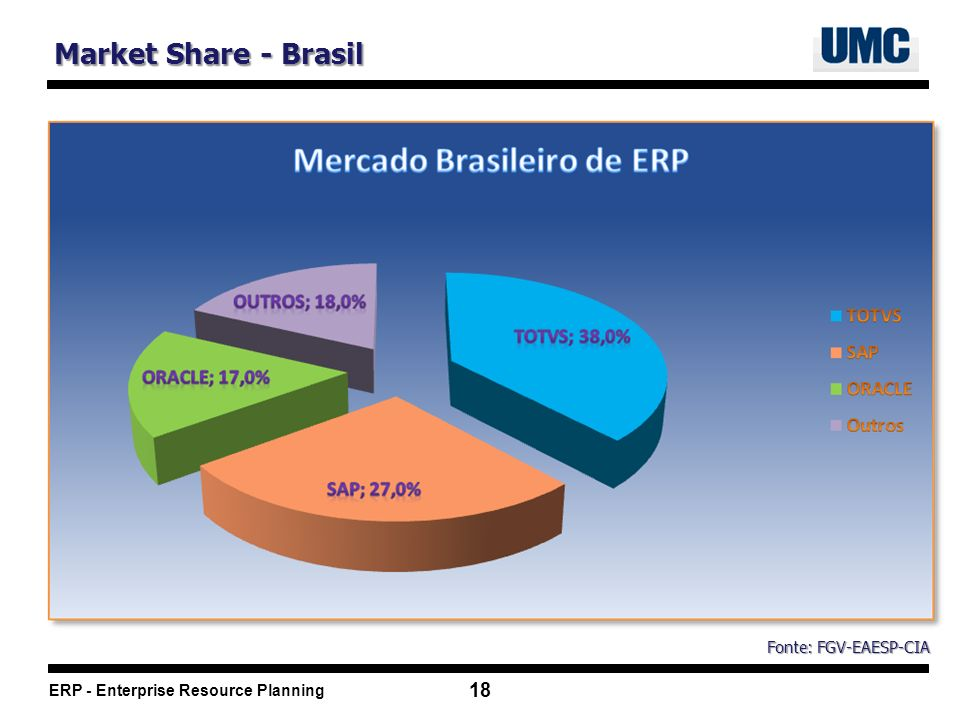 Market Share - Brasil
UMC
Mercado Brasileiro de ERP
OUTROS; 18,0%
TOTVS; 38,0%
ORACLE; 17,0%
SAP; 27,0%
TOTVS
SAP
ORACLE
Outros
Fonte: FGV-EAESP-CIA
ERP - Enterprise Resource Planning
18